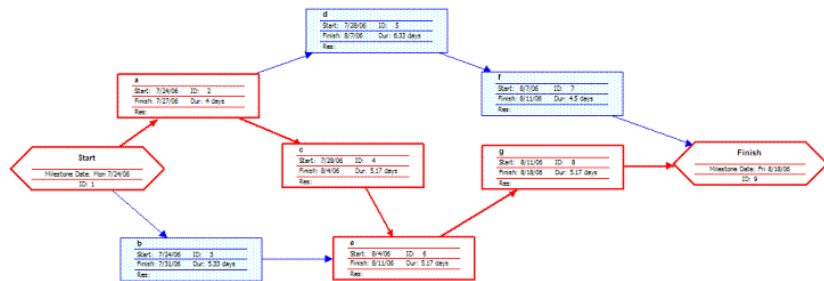 d
Start: 7/28/06 ID: 5
Finish: 8/7/06 Dur: 6.33 days
Res:
a
Start: 7/24/06 ID: 2
Finish: 7/27/06 Dur: 4 days
Res:
f
Start: 8/7/06 ID: 7
Finish: 8/11/06 Dur: 4.5 days
Res:
Start
Milestone Date: Mon 7/24/06
ID: 1
c
Start: 7/28/06 ID: 4
Finish: 8/4/06 Dur: 5.17 days
Res:
g
Start: 8/11/06 ID: 8
Finish: 8/18/06 Dur: 5.17 days
Res:
Finish
Milestone Date: Fri 8/18/06
ID: 9
b
Start: 7/24/06 ID: 3
Finish: 7/31/06 Dur: 5.33 days
Res:
e
Start: 8/4/06 ID: 6
Finish: 8/11/06 Dur: 5.17 days
Res: